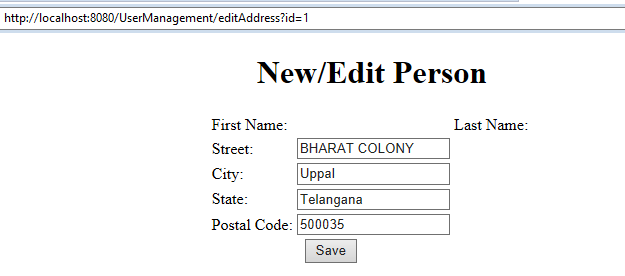 http://localhost:8080/UserManagement/editAddress?id=1
New/Edit Person
First Name: Last Name:
Street: BHARAT COLONY
City: Uppal
State: Telangana
Postal Code: 500035
Save